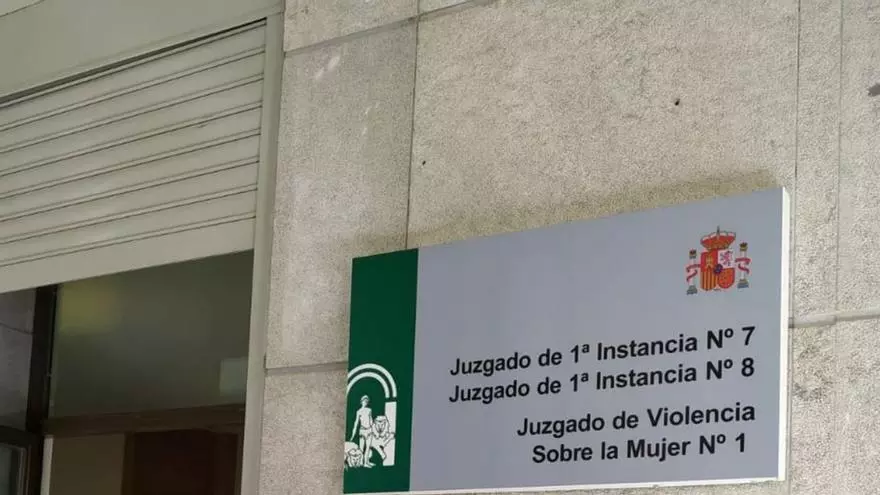 Juzgado de 1ª Instancia Nº 7
Juzgado de 1ª Instancia Nº 8
Juzgado de Violencia
Sobre la Mujer Nº 1